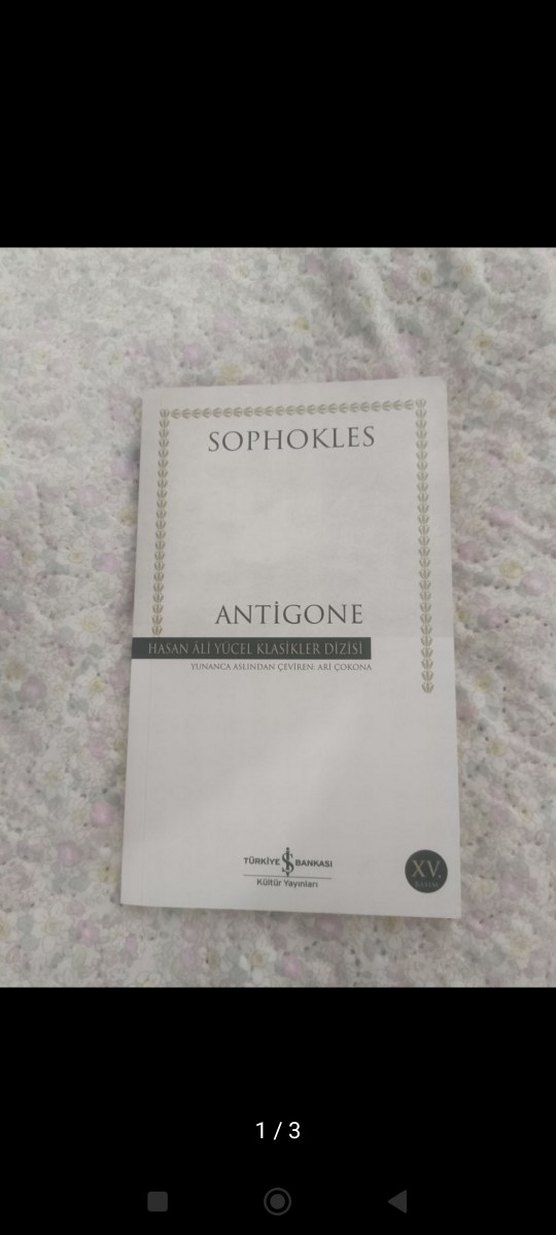 SOPHOKLES
ANTİGONE
HASAN ÂLİ YÜCEL KLASİKLER DİZİSİ
YUNANCA ASLINDAN ÇEVİREN: ARİ ÇOKONA
TÜRKİYE İŞ BANKASI
Kültür Yayınları
XV.
BASIM
1 / 3